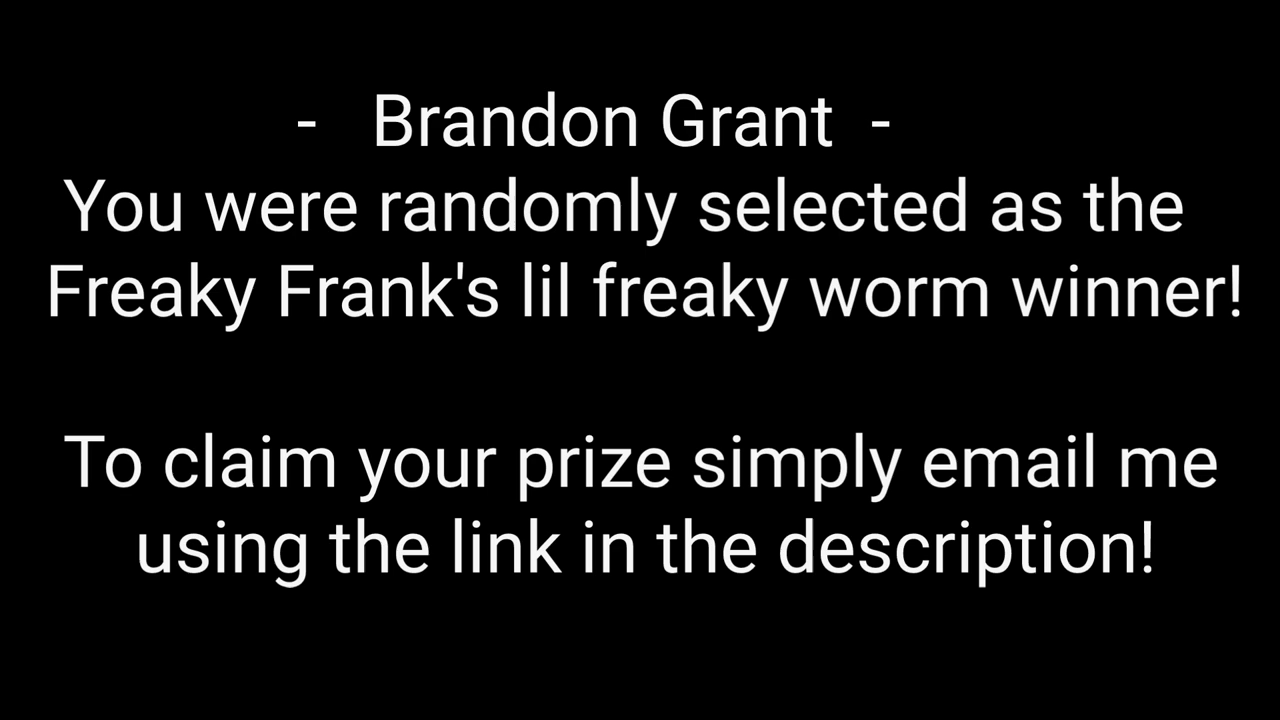 - Brandon Grant -
You were randomly selected as the
Freaky Frank's lil freaky worm winner!
To claim your prize simply email me
using the link in the description!